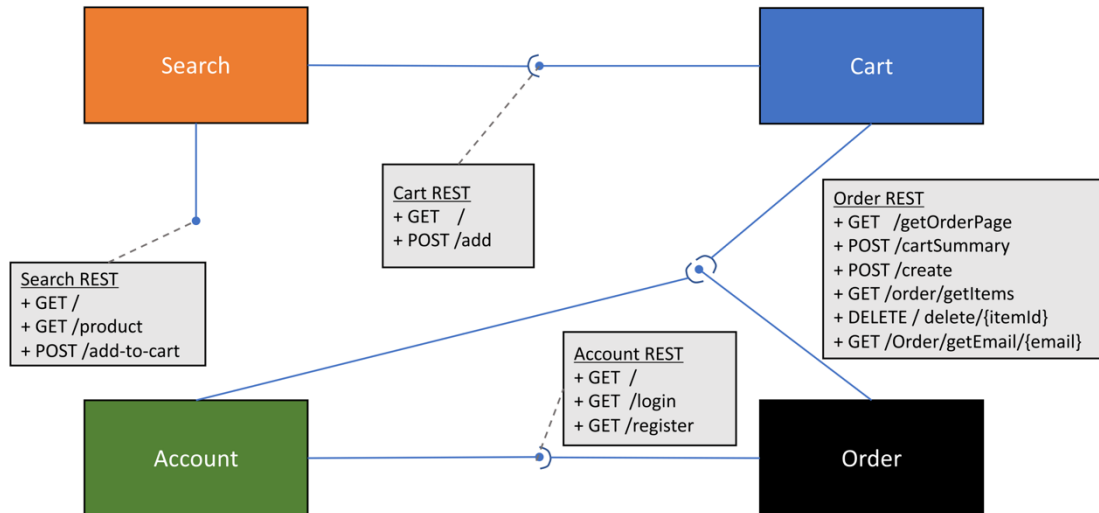 Search
Cart
Cart REST
+ GET /
+ POST /add
Order REST
+ GET /getOrderPage
+ POST /cartSummary
+ POST /create
+ GET /order/getItems
+ DELETE / delete/{itemId}
+ GET /Order/getEmail/{email}
Search REST
+ GET /
+ GET /product
+ POST /add-to-cart
Account REST
+ GET /
+ GET /login
+ GET /register
Account
Order